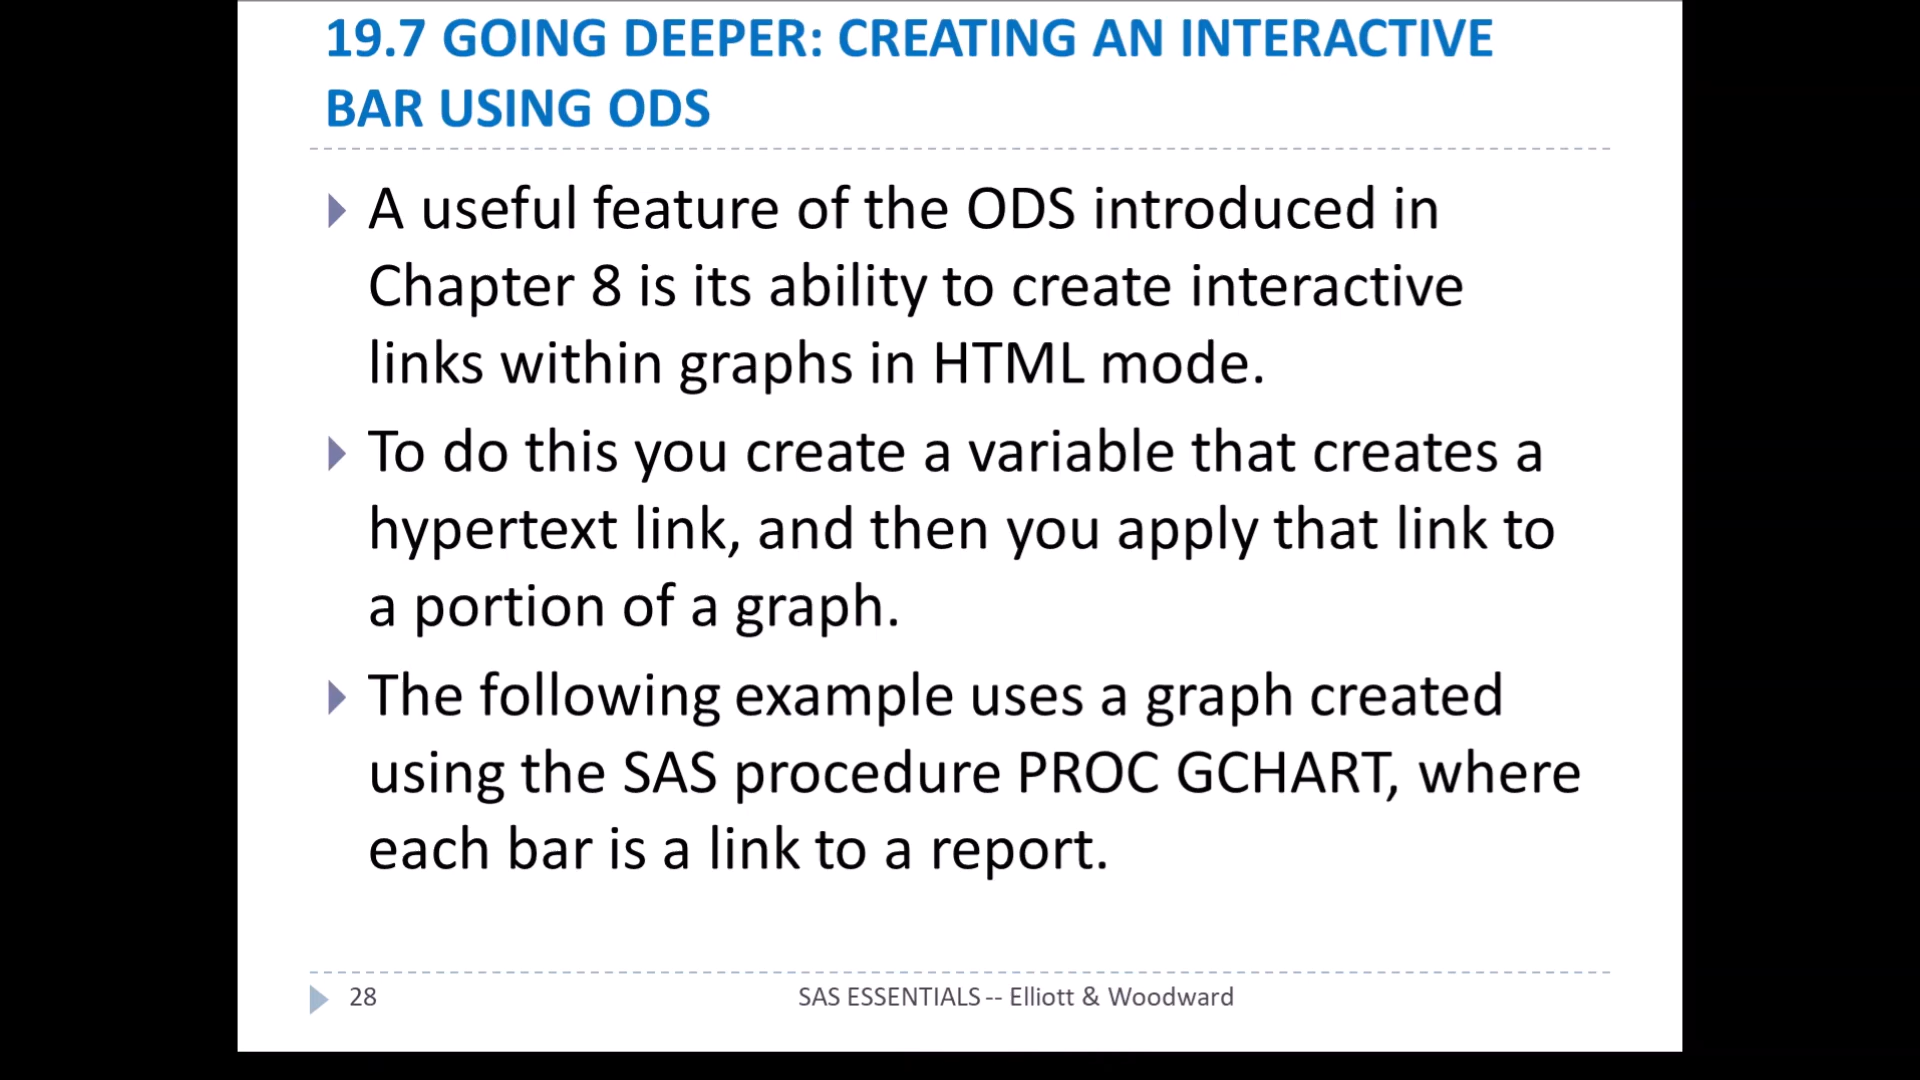 19.7 GOING DEEPER: CREATING AN INTERACTIVE
BAR USING ODS
A useful feature of the ODS introduced in
Chapter 8 is its ability to create interactive
links within graphs in HTML mode.
To do this you create a variable that creates a
hypertext link, and then you apply that link to
a portion of a graph.
The following example uses a graph created
using the SAS procedure PROC GCHART, where
each bar is a link to a report.
28
SAS ESSENTIALS -- Elliott & Woodward